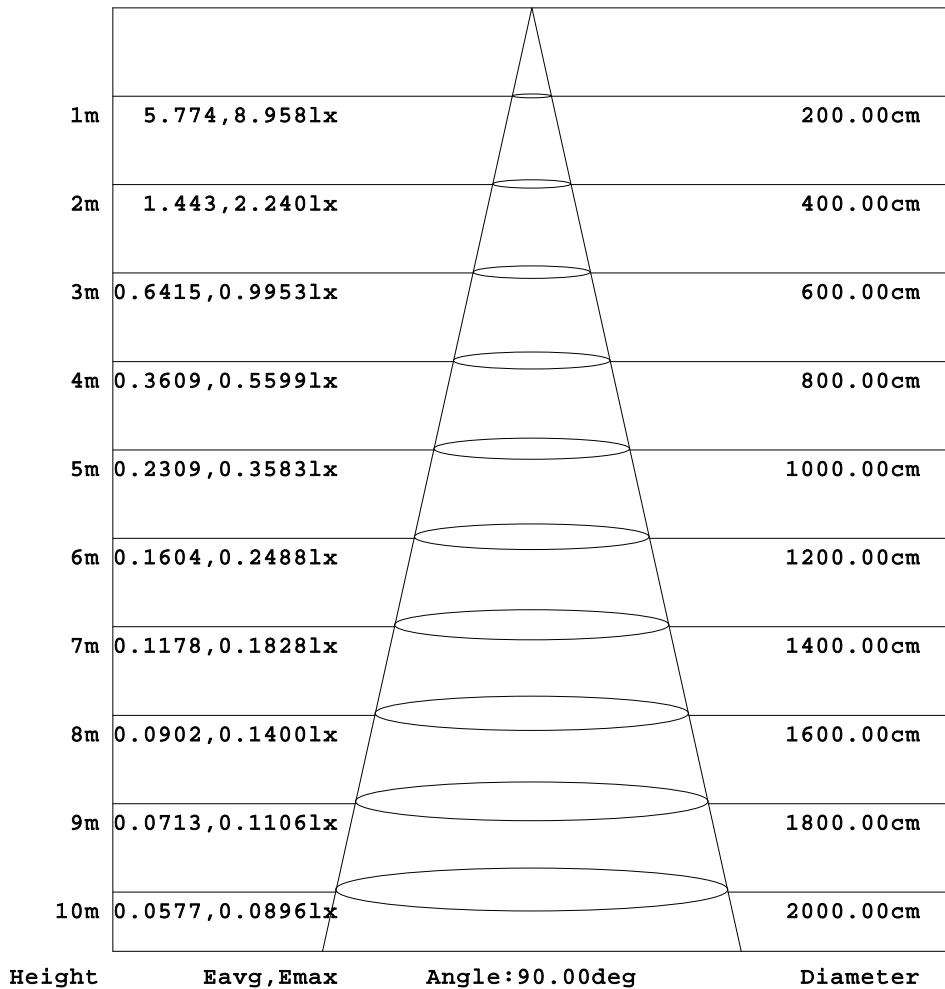 1m 5.774,8.958lx 200.00cm
2m 1.443,2.240lx 400.00cm
3m 0.6415,0.9953lx 600.00cm
4m 0.3609,0.5599lx 800.00cm
5m 0.2309,0.3583lx 1000.00cm
6m 0.1604,0.2488lx 1200.00cm
7m 0.1178,0.1828lx 1400.00cm
8m 0.0902,0.1400lx 1600.00cm
9m 0.0713,0.1106lx 1800.00cm
10m 0.0577,0.0896lx 2000.00cm
Height Eavg,Emax Angle:90.00deg Diameter